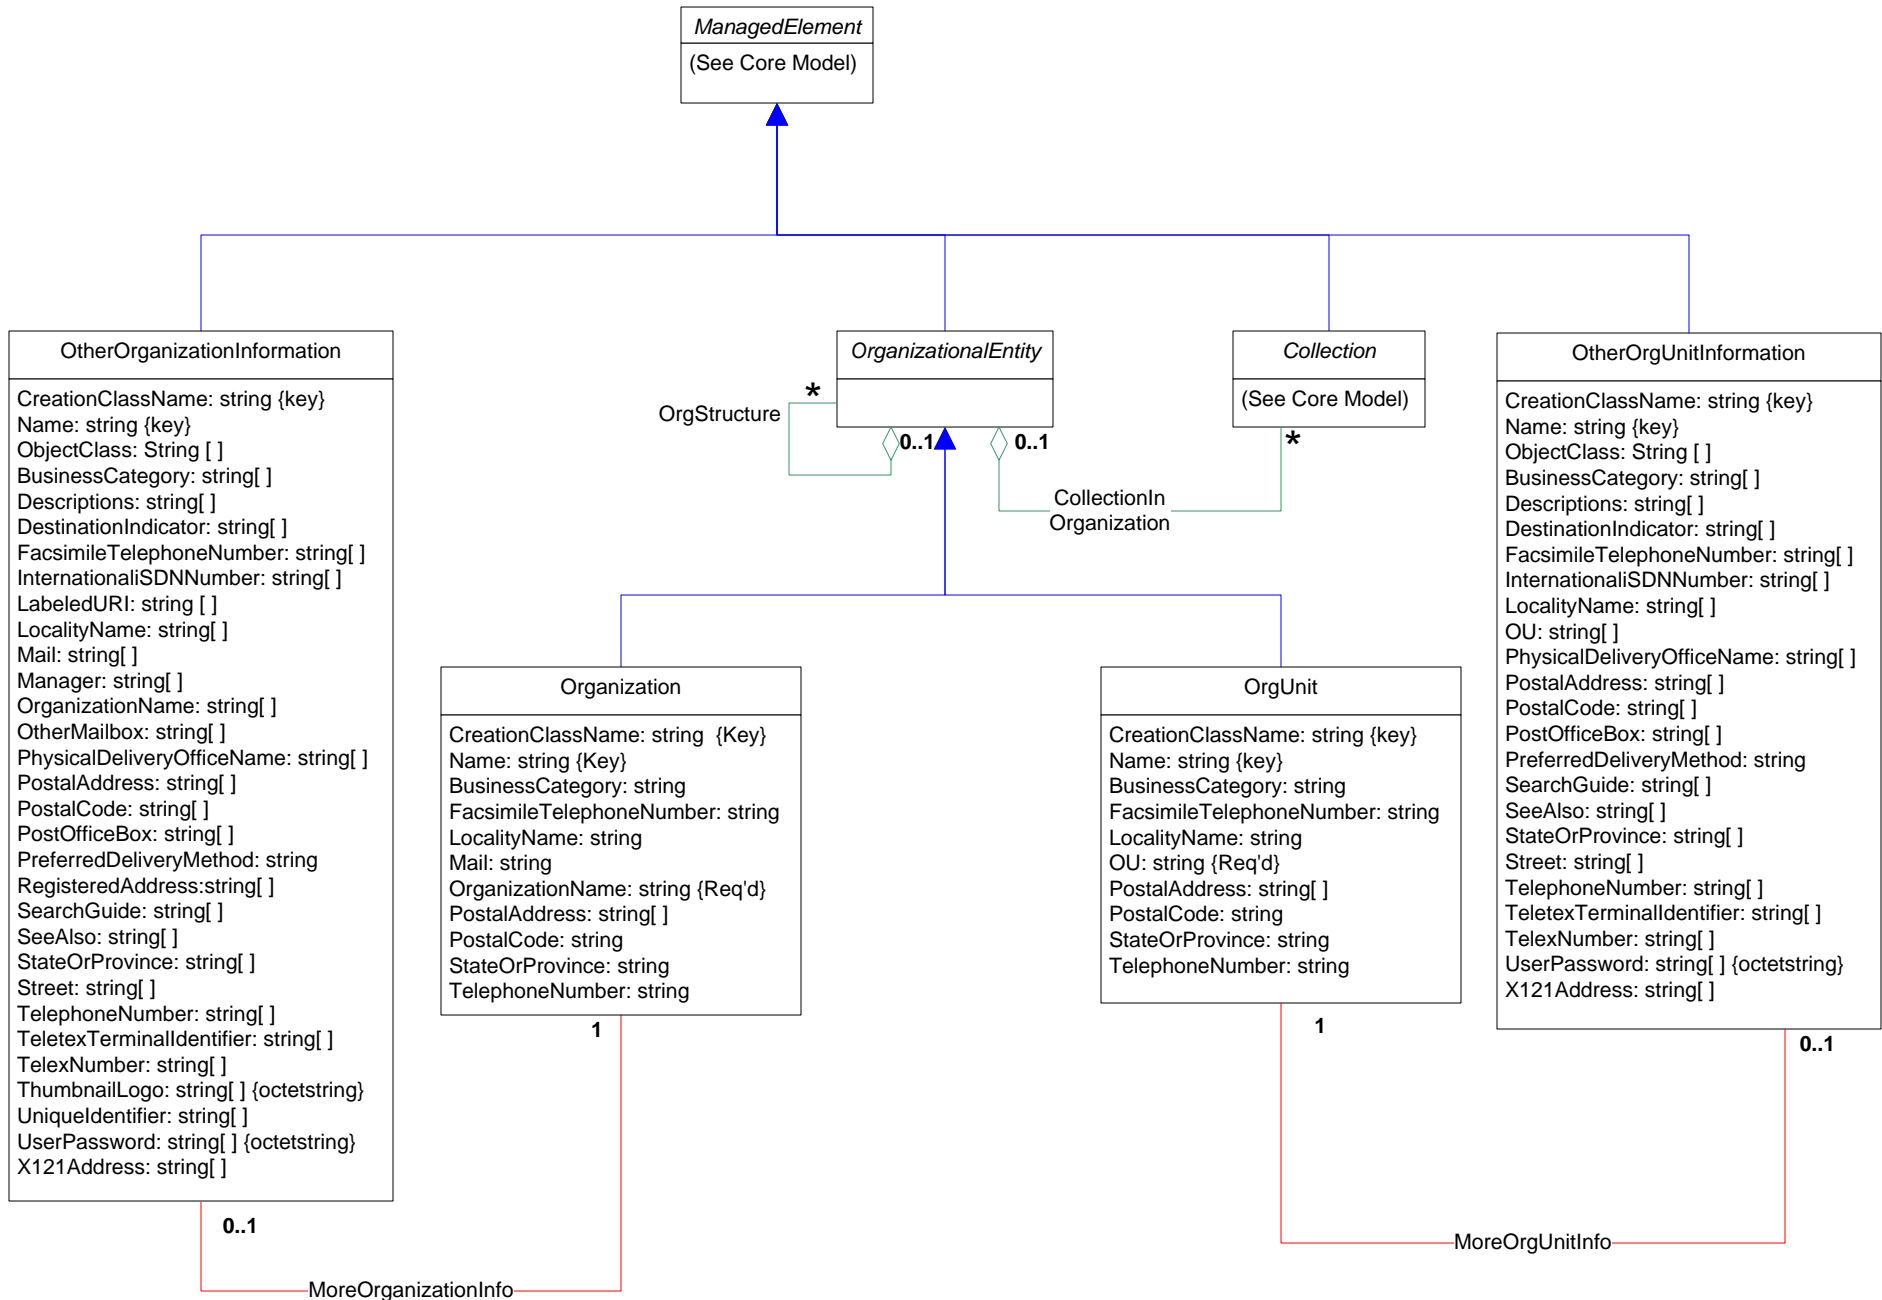 ManagedElement
(See Core Model)
OtherOrganizationInformation
CreationClassName: string {key}
Name: string {key}
ObjectClass: String [ ]
BusinessCategory: string[ ]
Descriptions: string[ ]
DestinationIndicator: string[ ]
FacsimileTelephoneNumber: string[ ]
InternationaliSDNNumber: string[ ]
LabeledURI: string [ ]
LocalityName: string[ ]
Mail: string[ ]
Manager: string[ ]
OrganizationName: string[ ]
OtherMailbox: string[ ]
PhysicalDeliveryOfficeName: string[ ]
PostalAddress: string[ ]
PostalCode: string[ ]
PostOfficeBox: string[ ]
PreferredDeliveryMethod: string
RegisteredAddress:string[ ]
SearchGuide: string[ ]
SeeAlso: string[ ]
StateOrProvince: string[ ]
Street: string[ ]
TelephoneNumber: string[ ]
TeletexTerminalIdentifier: string[ ]
TelexNumber: string[ ]
ThumbnailLogo: string[ ] {octetstring}
UniqueIdentifier: string[ ]
UserPassword: string[ ] {octetstring}
X121Address: string[ ]
0..1
MoreOrganizationInfo
OrganizationalEntity
*
OrgStructure
0..1
0..1
CollectionIn
Organization
Collection
(See Core Model)
*
Organization
CreationClassName: string  {Key}
Name: string {Key}
BusinessCategory: string
FacsimileTelephoneNumber: string
LocalityName: string
Mail: string
OrganizationName: string {Req'd}
PostalAddress: string[ ]
PostalCode: string
StateOrProvince: string
TelephoneNumber: string
1
OrgUnit
CreationClassName: string {key}
Name: string {key}
BusinessCategory: string
FacsimileTelephoneNumber: string
LocalityName: string
OU: string {Req'd}
PostalAddress: string[ ]
PostalCode: string
StateOrProvince: string
TelephoneNumber: string
1
OtherOrgUnitInformation
CreationClassName: string {key}
Name: string {key}
ObjectClass: String [ ]
BusinessCategory: string[ ]
Descriptions: string[ ]
DestinationIndicator: string[ ]
FacsimileTelephoneNumber: string[ ]
InternationaliSDNNumber: string[ ]
LocalityName: string[ ]
OU: string[ ]
PhysicalDeliveryOfficeName: string[ ]
PostalAddress: string[ ]
PostalCode: string[ ]
PostOfficeBox: string[ ]
PreferredDeliveryMethod: string
SearchGuide: string[ ]
SeeAlso: string[ ]
StateOrProvince: string[ ]
Street: string[ ]
TelephoneNumber: string[ ]
TeletexTerminalIdentifier: string[ ]
TelexNumber: string[ ]
UserPassword: string[ ] {octetstring}
X121Address: string[ ]
0..1
MoreOrgUnitInfo